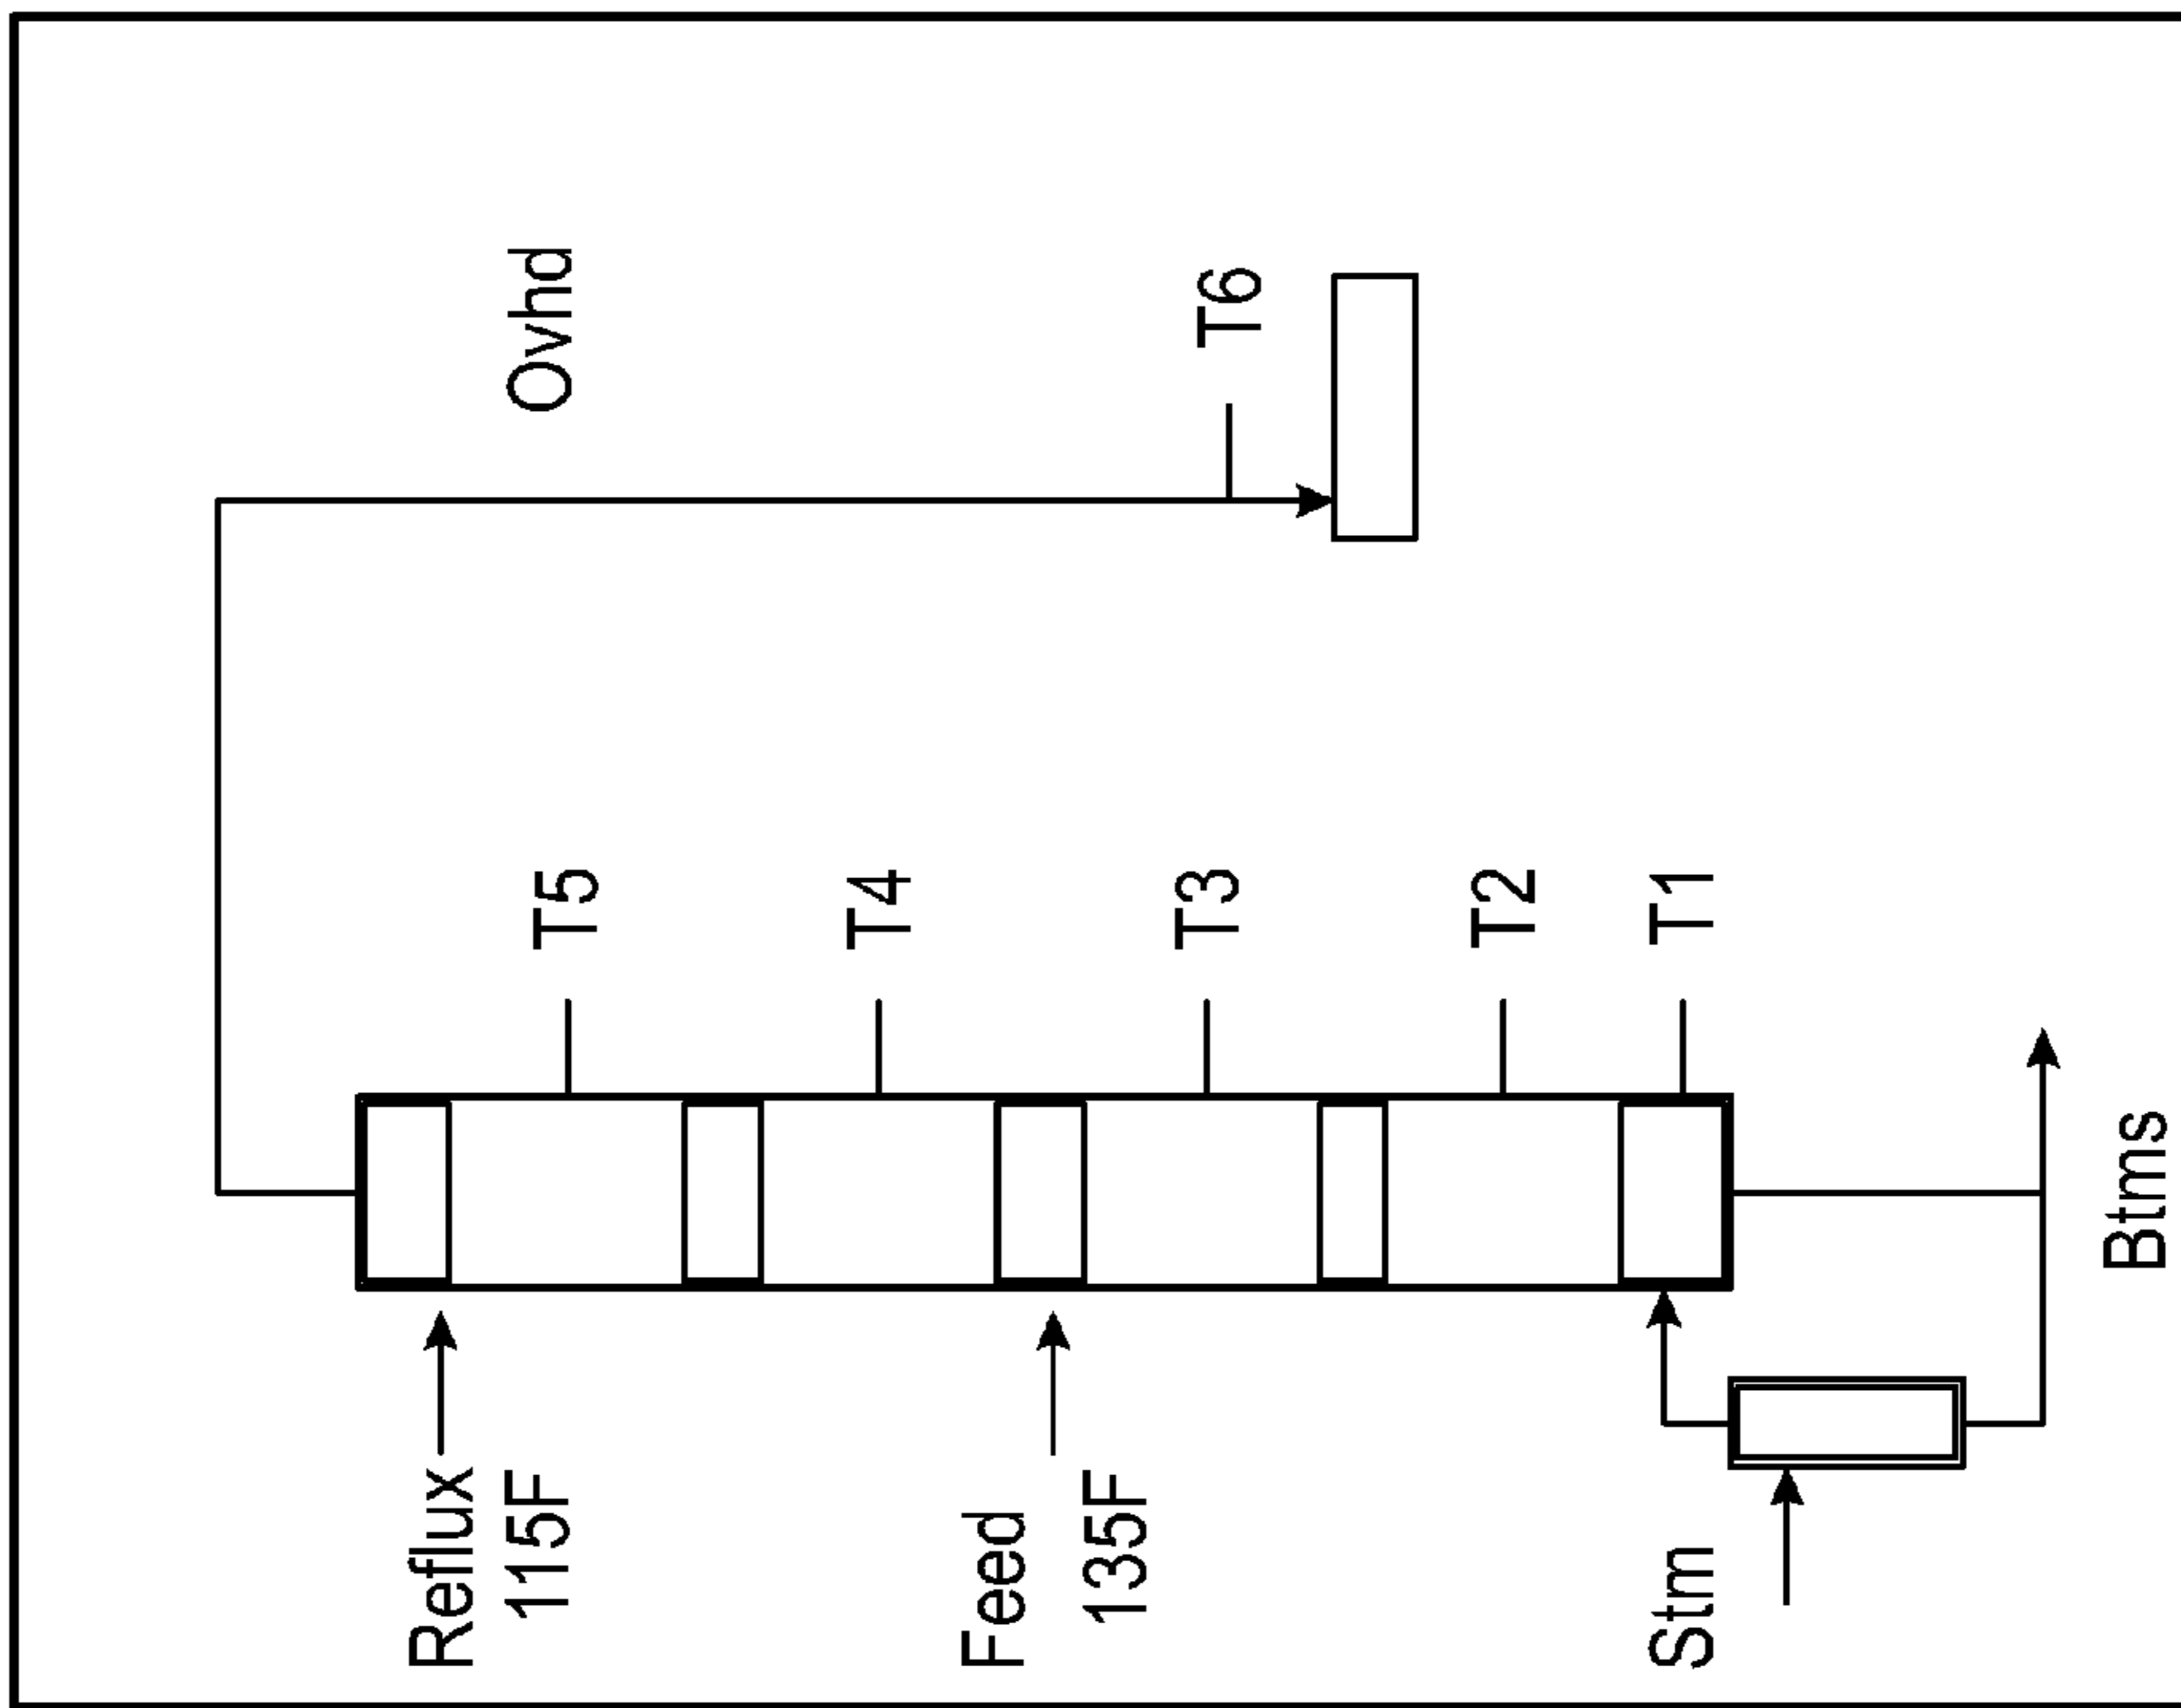 Ovhd
T6
T5
T4
T3
T2
T1
Reflux
115F
Feed
135F
Stm
Btms